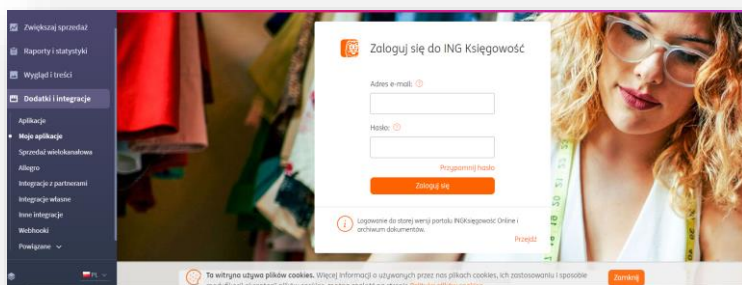 Zwiększaj sprzedaż
Raporty i statystyki
Wygląd i treści
Dodatki i integracje
Aplikacje
Moje aplikacje
Sprzedaż wielokanałowa
Allegro
Integracje z partnerami
Integracje własne
Inne integracje
Webhooki
Powiązane
PL
Zaloguj się do ING Księgowość
Adres e-mail:
Hasło:
Przypomnij hasło
Zaloguj się
Logowanie do starej wersji portalu INGKsięgowość Online i
archiwum dokumentów.
Przejdź
Ta witryna używa plików cookies. Więcej informacji o używanych przez nas plikach cookies, ich zastosowaniu i sposobie
Zamknij